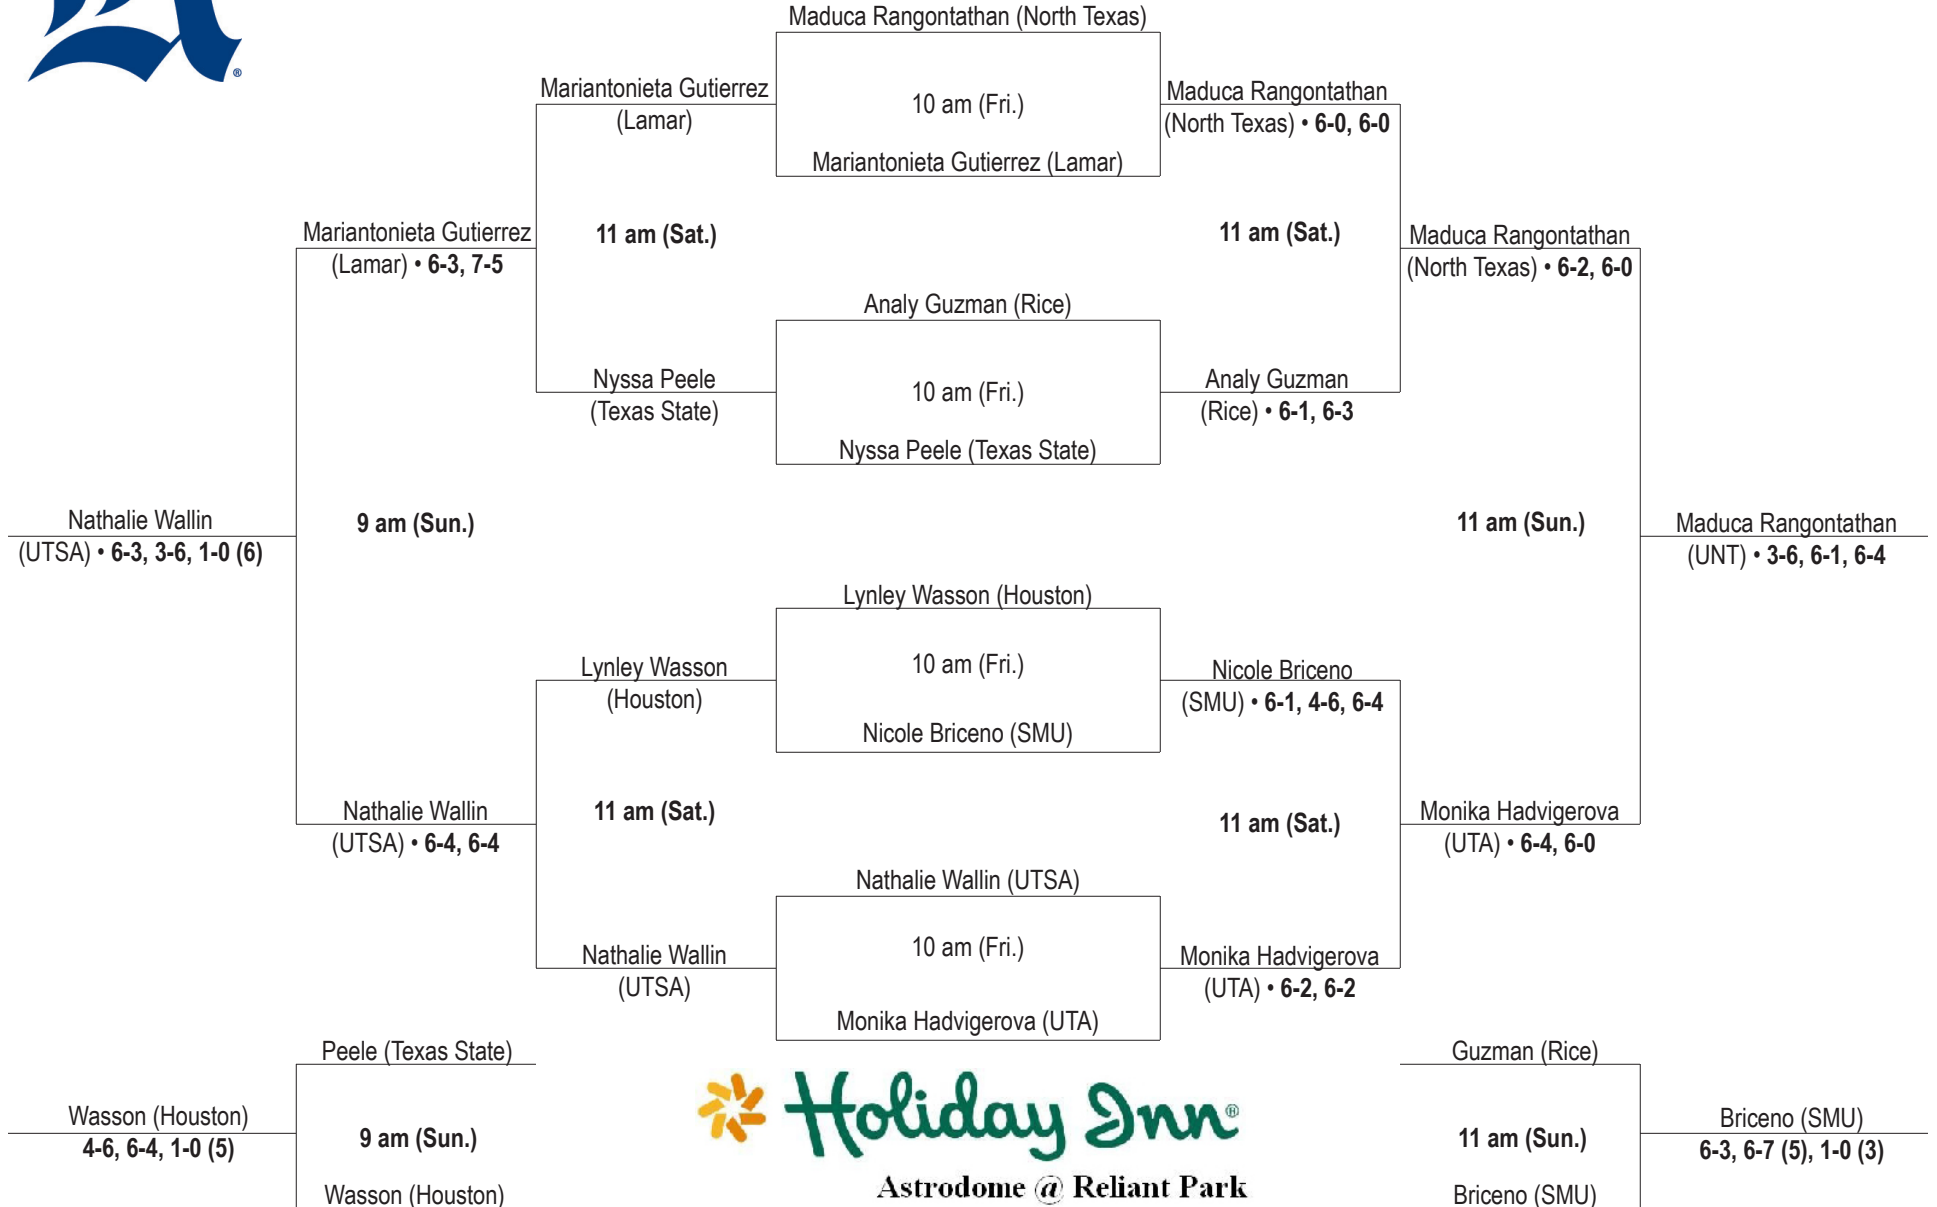 Maduca Rangontathan (North Texas)
Mariantonieta Gutierrez
(Lamar)
10 am (Fri.)
Maduca Rangontathan
(North Texas) • 6-0, 6-0
Mariantonieta Gutierrez (Lamar)
Mariantonieta Gutierrez
(Lamar) • 6-3, 7-5
11 am (Sat.)
11 am (Sat.)
Maduca Rangontathan
(North Texas) • 6-2, 6-0
Analy Guzman (Rice)
Nyssa Peele
(Texas State)
10 am (Fri.)
Analy Guzman
(Rice) • 6-1, 6-3
Nyssa Peele (Texas State)
Nathalie Wallin
(UTSA) • 6-3, 3-6, 1-0 (6)
9 am (Sun.)
11 am (Sun.)
Maduca Rangontathan
(UNT) • 3-6, 6-1, 6-4
Lynley Wasson (Houston)
Lynley Wasson
(Houston)
10 am (Fri.)
Nicole Briceno
(SMU) • 6-1, 4-6, 6-4
Nicole Briceno (SMU)
Nathalie Wallin
(UTSA) • 6-4, 6-4
11 am (Sat.)
11 am (Sat.)
Monika Hadvigerova
(UTA) • 6-4, 6-0
Nathalie Wallin (UTSA)
Nathalie Wallin
(UTSA)
10 am (Fri.)
Monika Hadvigerova
(UTA) • 6-2, 6-2
Monika Hadvigerova (UTA)
Peele (Texas State)
Wasson (Houston)
4-6, 6-4, 1-0 (5)
9 am (Sun.)
Wasson (Houston)
Holiday Inn®
Astrodome @ Reliant Park
Guzman (Rice)
11 am (Sun.)
Briceno (SMU)
6-3, 6-7 (5), 1-0 (3)
Briceno (SMU)